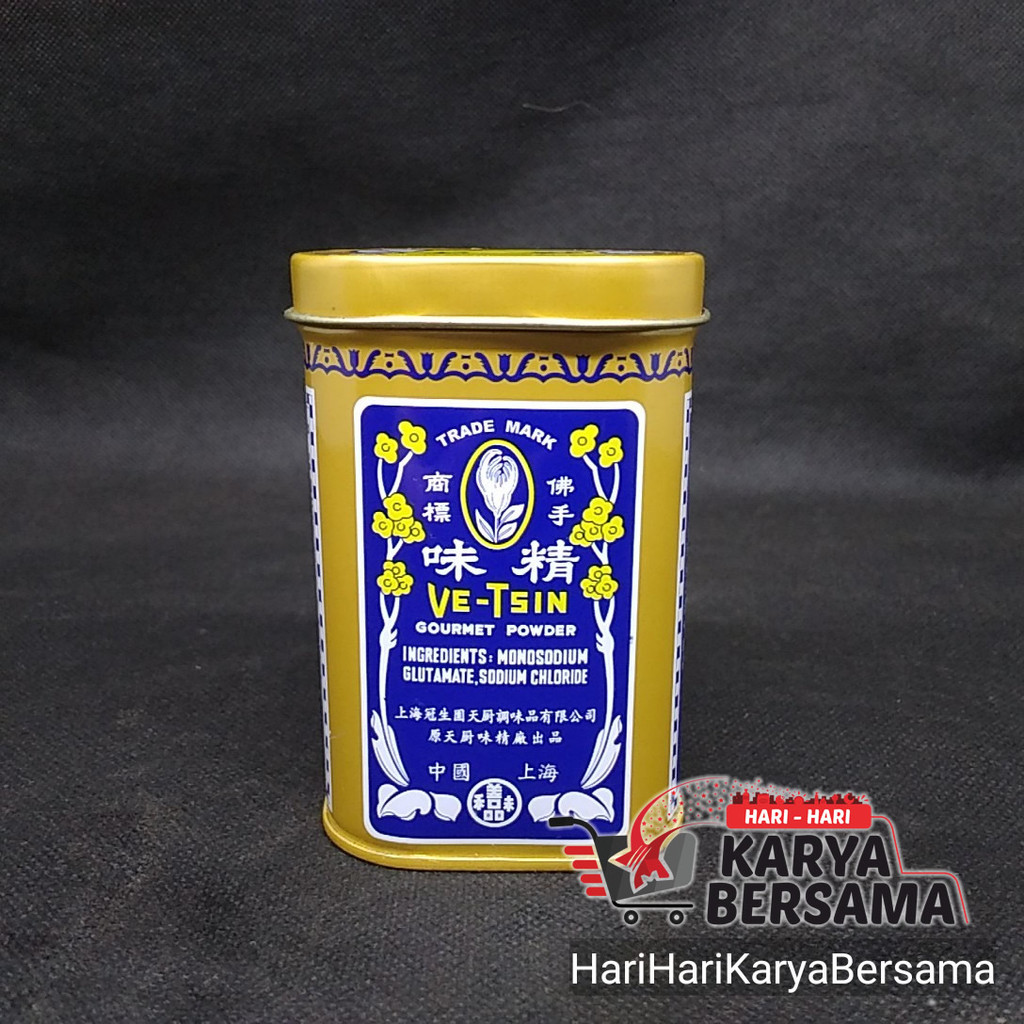 TRADE MARK
商標 佛手
味精
VE-TSIN
GOURMET POWDER
INGREDIENTS: MONOSODIUM
GLUTAMATE, SODIUM CHLORIDE
上海冠生園天厨調味品有限公司
原天厨味精廠出品
中國 上海
HARI - HARI
KARYA
BERSAMA
HariHariKaryaBersama